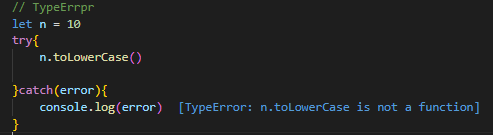 // TypeErrpr
let n = 10
try{
n.toLowerCase()
}catch(error){
console.log(error) [TypeError: n.toLowerCase is not a function]
}